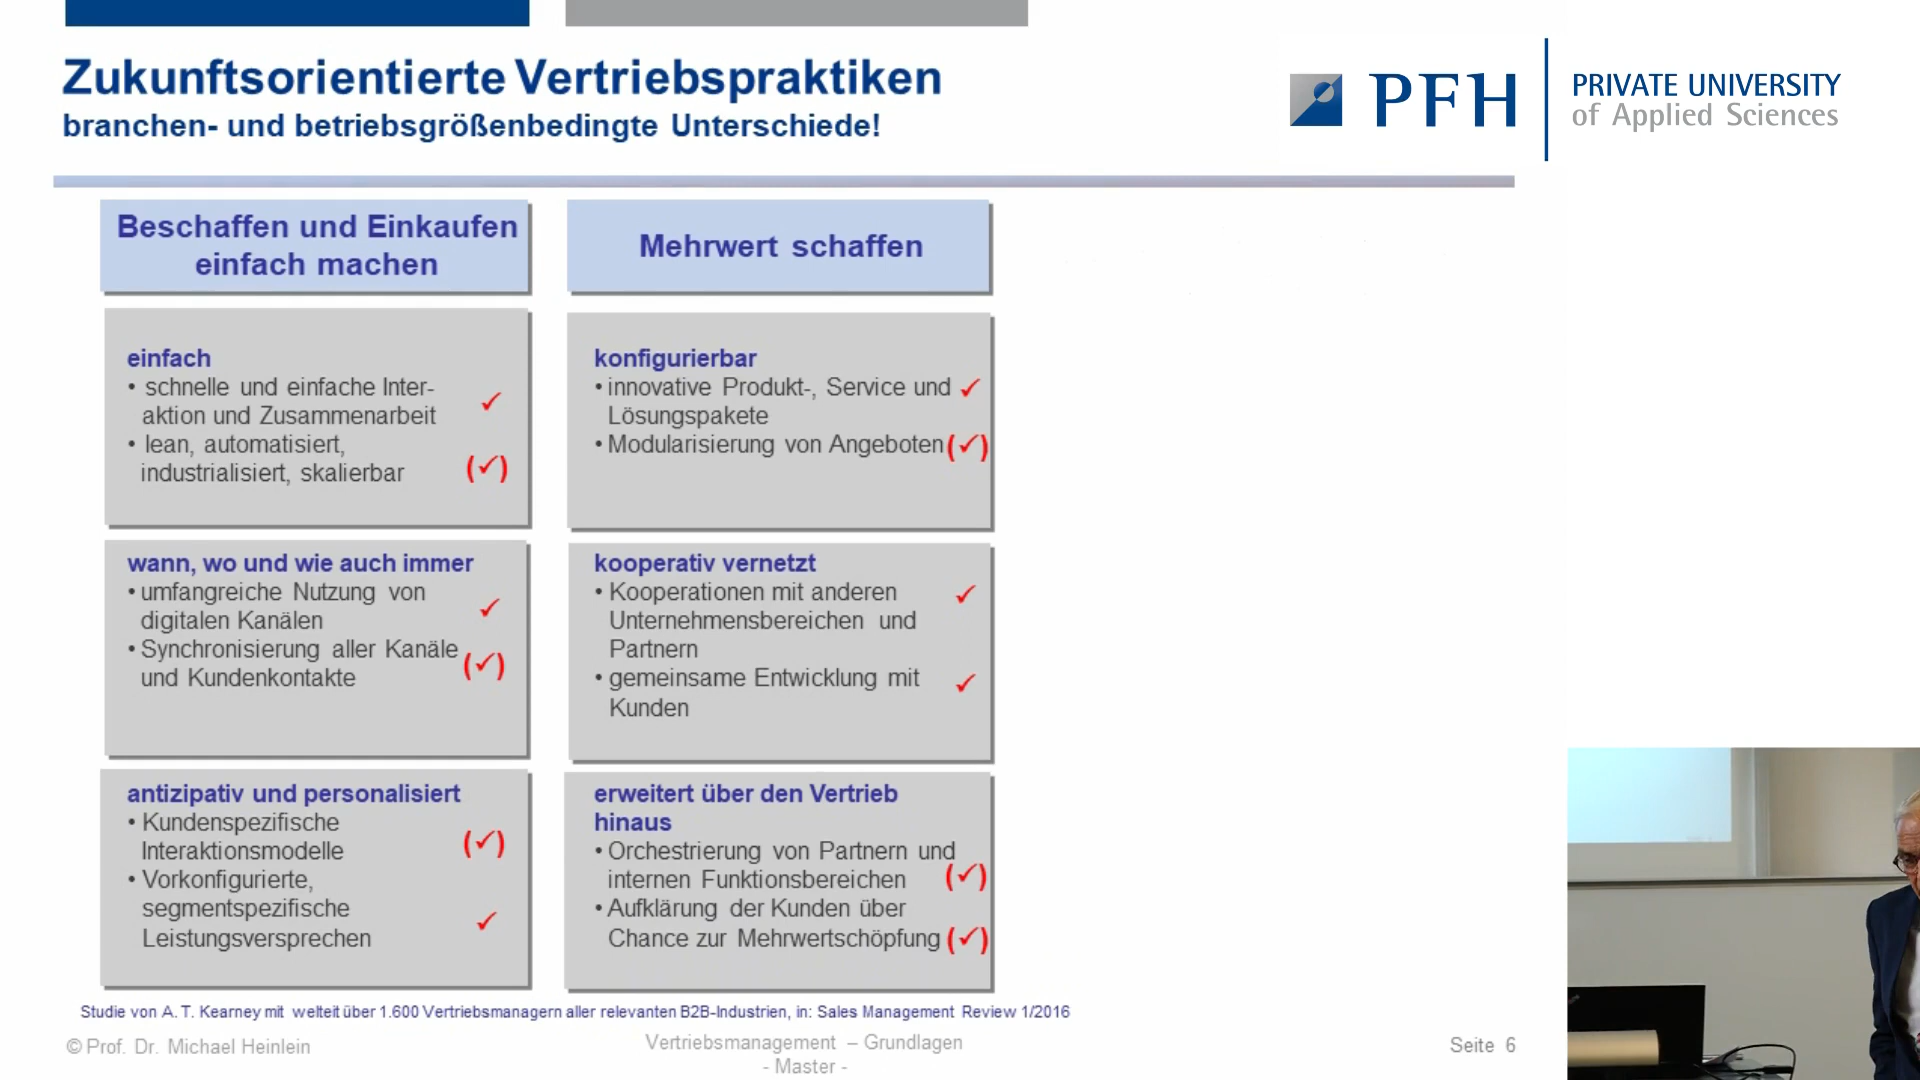 Zukunftsorientierte Vertriebspraktiken
branchen- und betriebsgrößenbedingte Unterschiede!
PFH
PRIVATE UNIVERSITY
of Applied Sciences
Beschaffen und Einkaufen
einfach machen
einfach
• schnelle und einfache Inter-
aktion und Zusammenarbeit ✓
• lean, automatisiert,
industrialisiert, skalierbar (✓)
wann, wo und wie auch immer
• umfangreiche Nutzung von
digitalen Kanälen ✓
• Synchronisierung aller Kanäle
und Kundenkontakte (✓)
antizipativ und personalisiert
• Kundenspezifische
Interaktionsmodelle (✓)
• Vorkonfigurierte,
segmentspezifische
Leistungsversprechen ✓
Mehrwert schaffen
konfigurierbar
• innovative Produkt-, Service und ✓
Lösungspakete
• Modularisierung von Angeboten (✓)
kooperativ vernetzt
• Kooperationen mit anderen ✓
Unternehmensbereichen und
Partnern
• gemeinsame Entwicklung mit ✓
Kunden
erweitert über den Vertrieb
hinaus
• Orchestrierung von Partnern und
internen Funktionsbereichen (✓)
• Aufklärung der Kunden über
Chance zur Mehrwertschöpfung (✓)
Studie von A. T. Kearney mit welteit über 1.600 Vertriebsmanagern aller relevanten B2B-Industrien, in: Sales Management Review 1/2016
© Prof. Dr. Michael Heinlein
Vertriebsmanagement – Grundlagen
- Master -
Seite 6